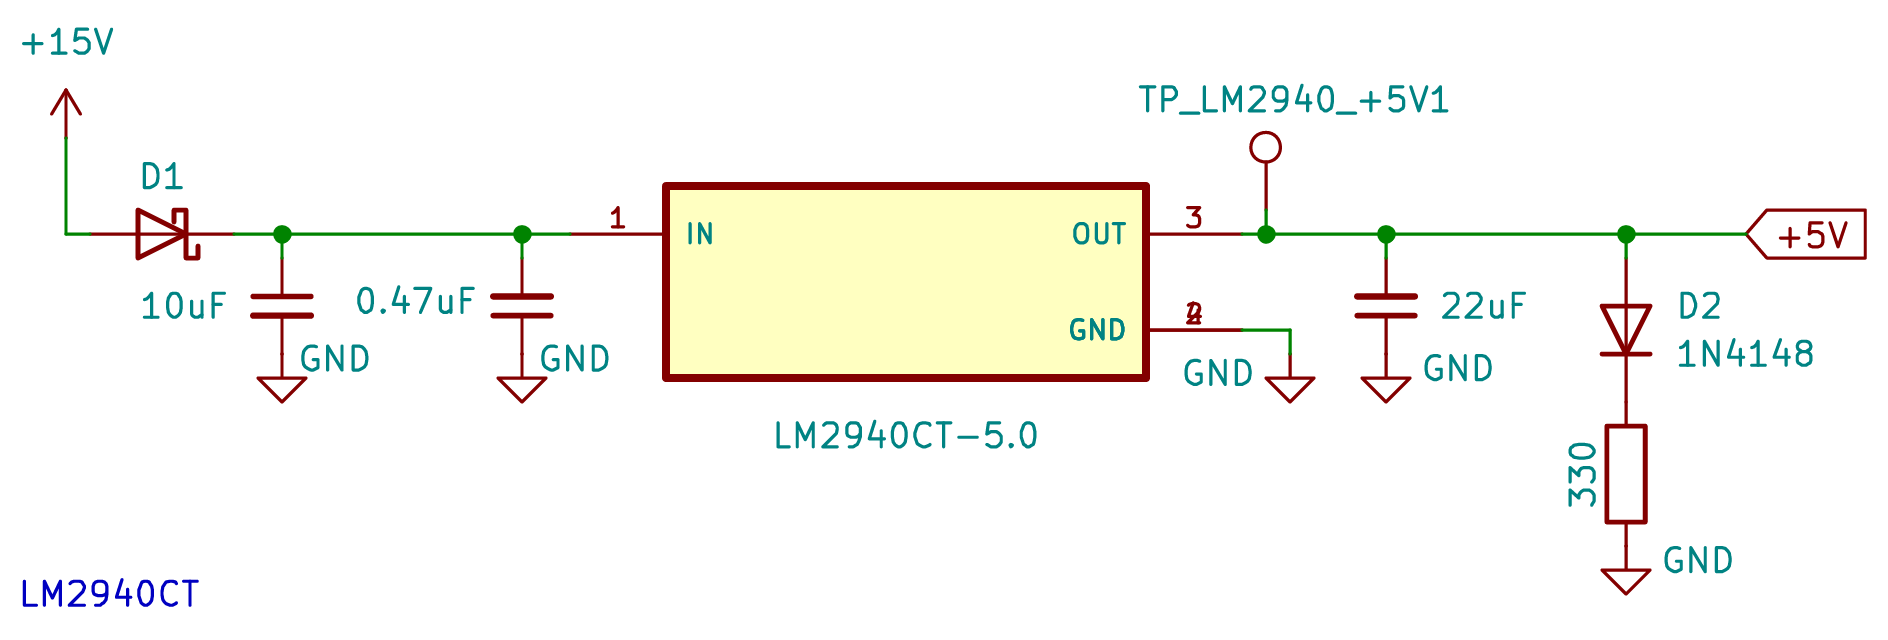 +15V
TP_LM2940_+5V1
D1
1
3
IN
OUT
+5V
10uF
0.47uF
22uF
D2
GND
1N4148
GND
GND
GND
GND
LM2940CT-5.0
330
GND
LM2940CT